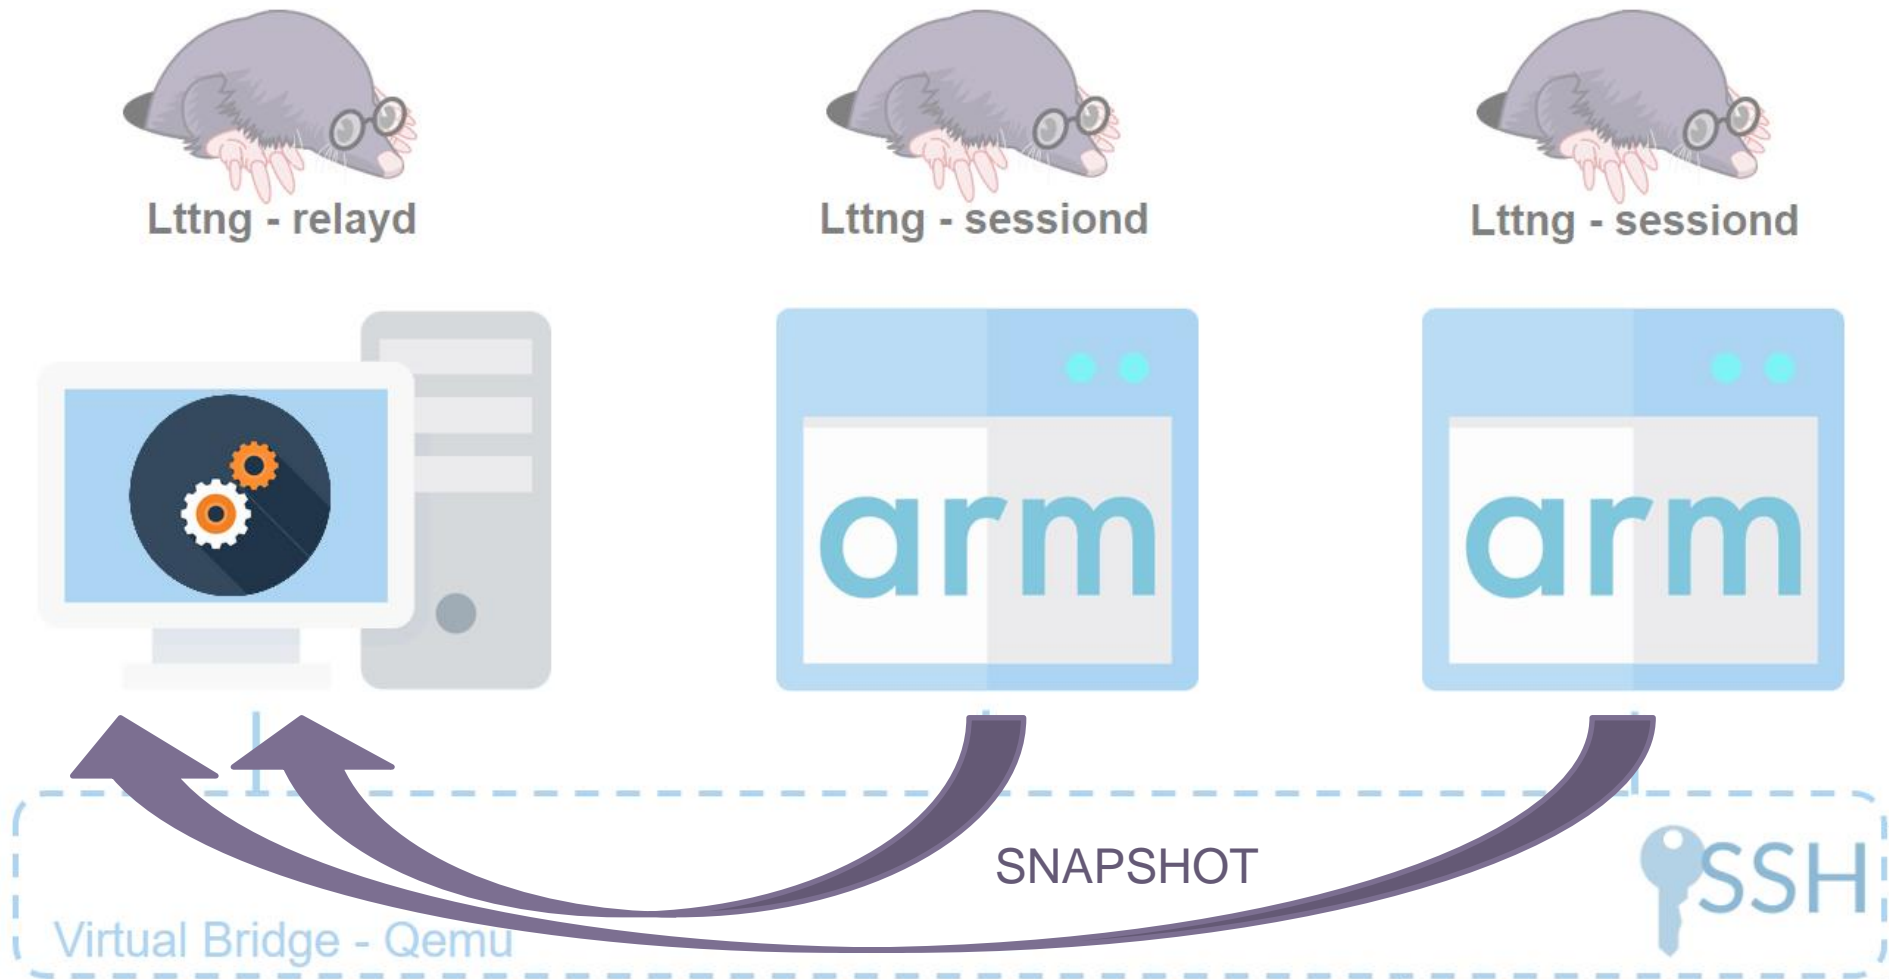 Lttng - relayd
Lttng - sessiond
Lttng - sessiond
arm
arm
SNAPSHOT
SSH
Virtual Bridge - Qemu